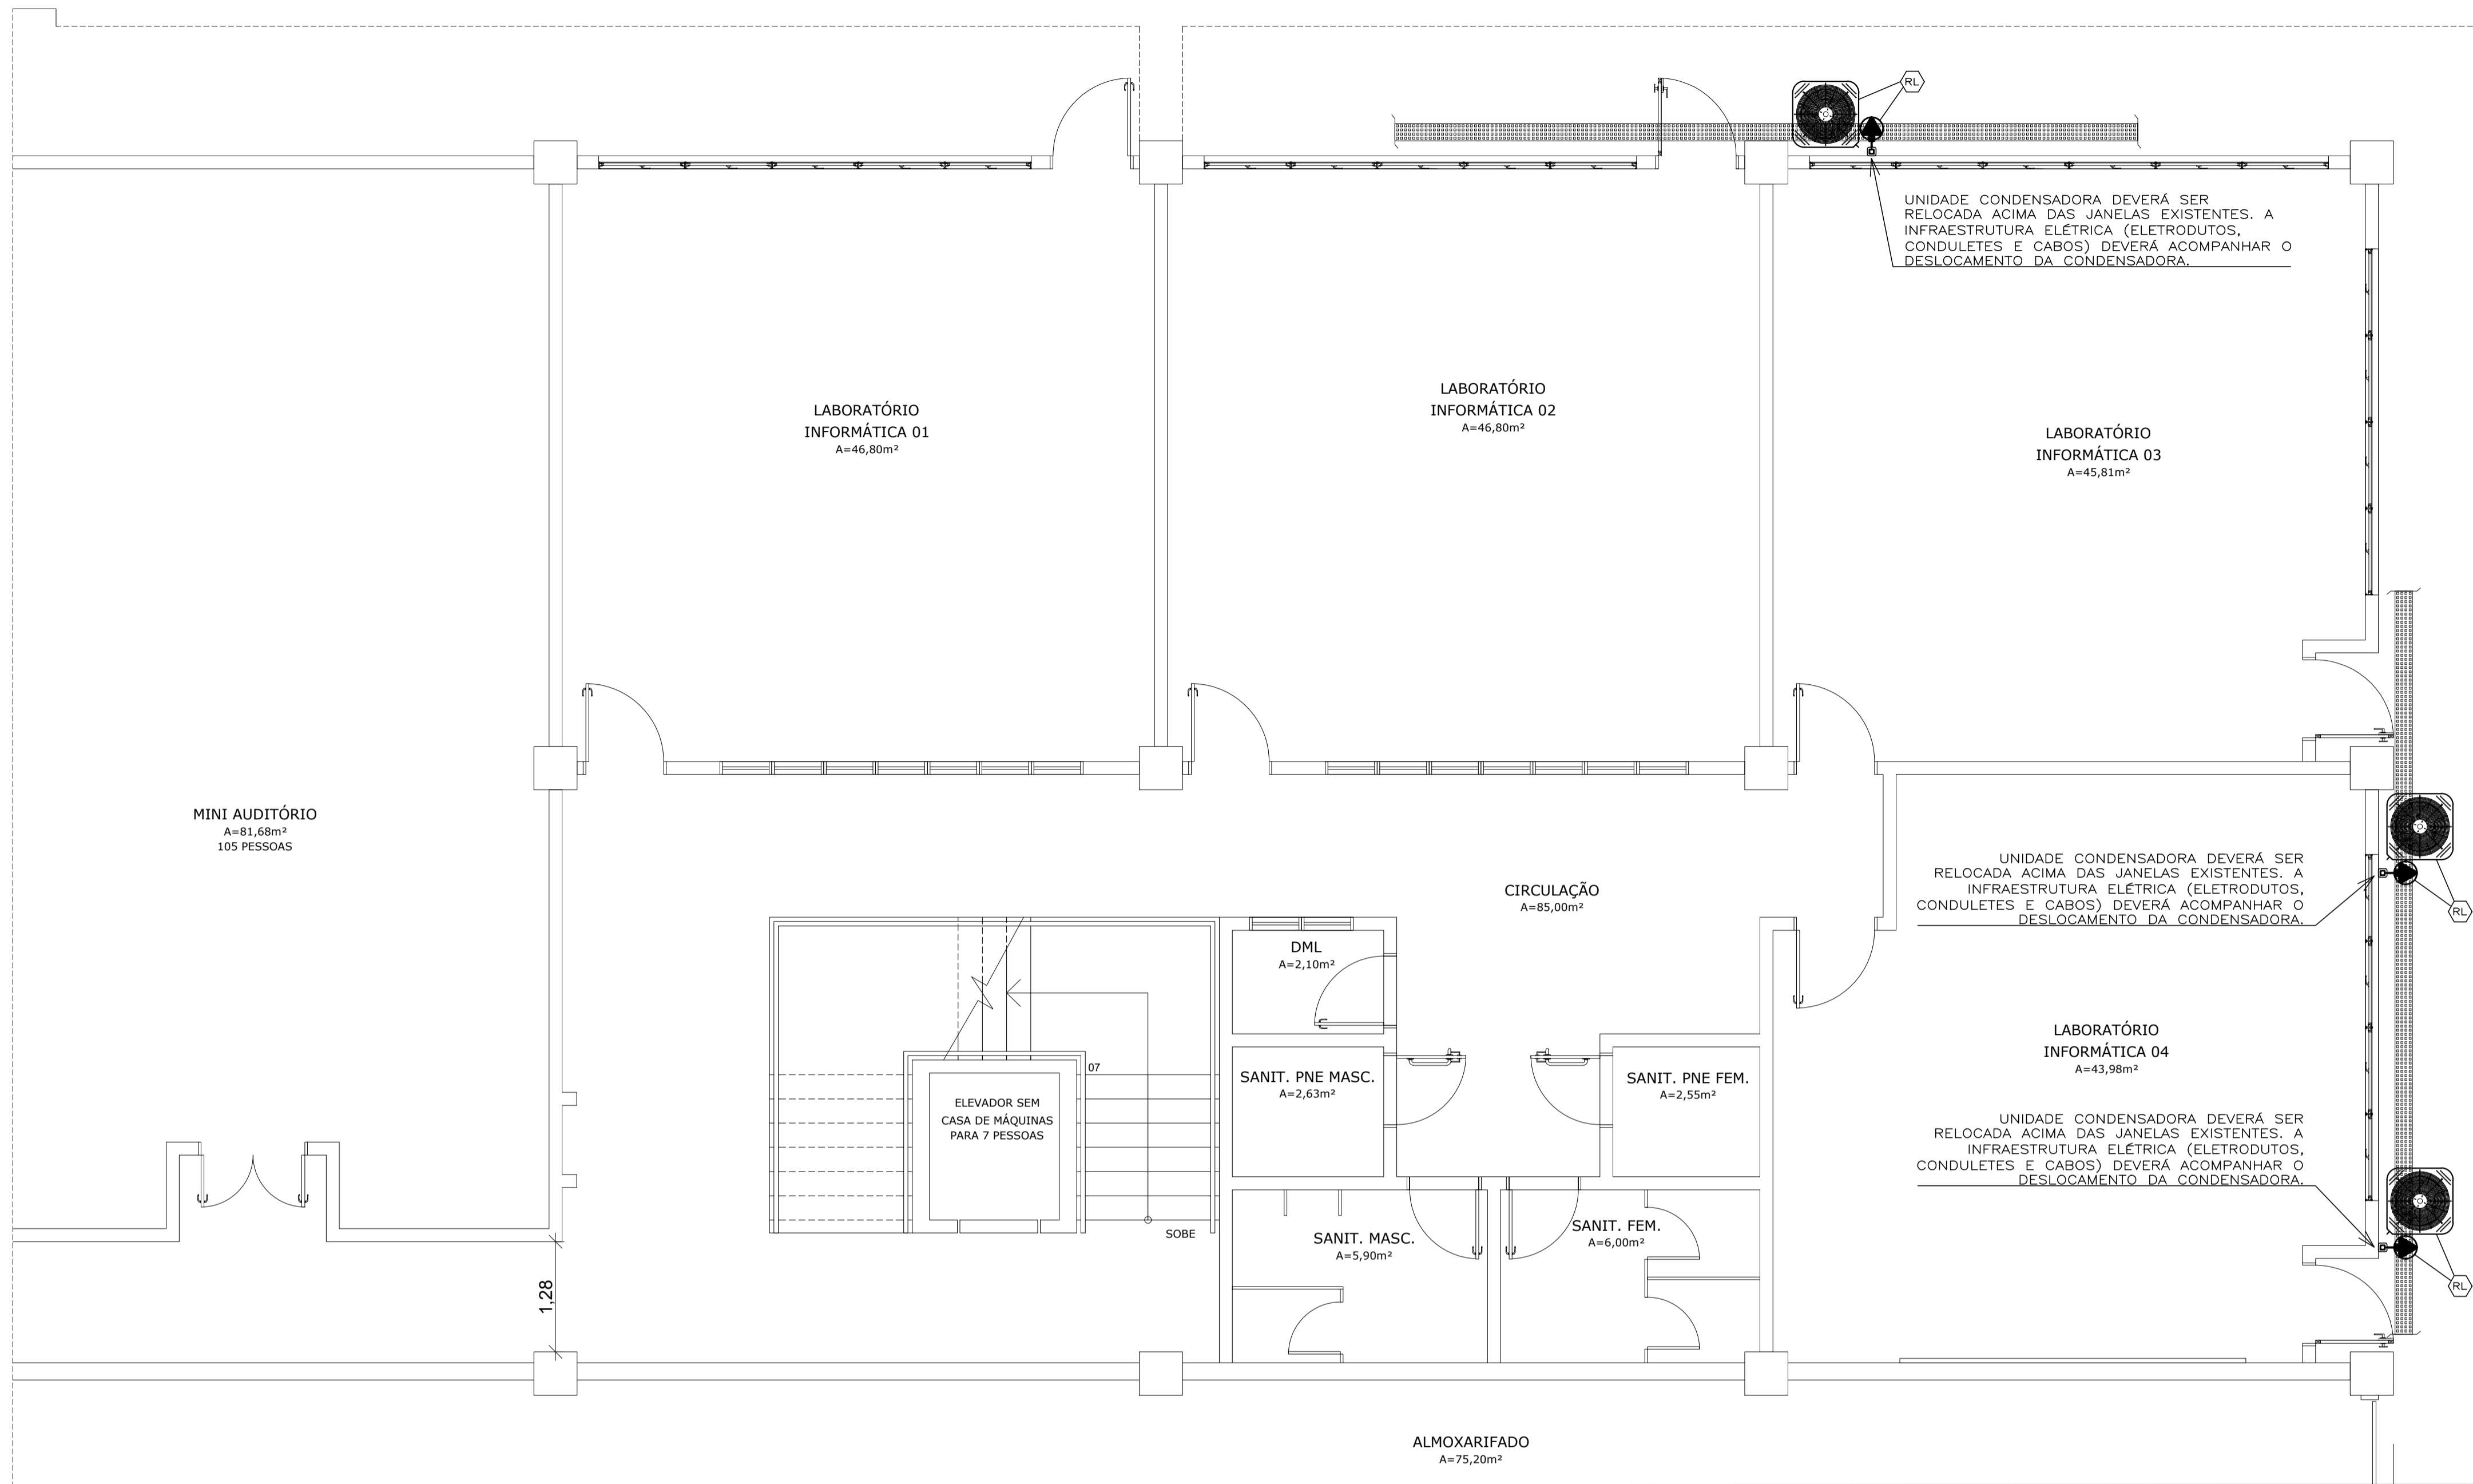 RL
UNIDADE CONDENSADORA DEVERÁ SER
RELOCADA ACIMA DAS JANELAS EXISTENTES. A
INFRAESTRUTURA ELÉTRICA (ELETRODUTOS,
CONDULETES E CABOS) DEVERÁ ACOMPANHAR O
DESLOCAMENTO DA CONDENSADORA.
LABORATÓRIO
INFORMÁTICA 01
A=46,80m²
LABORATÓRIO
INFORMÁTICA 02
A=46,80m²
LABORATÓRIO
INFORMÁTICA 03
A=45,81m²
MINI AUDITÓRIO
A=81,68m²
105 PESSOAS
CIRCULAÇÃO
A=85,00m²
UNIDADE CONDENSADORA DEVERÁ SER
RELOCADA ACIMA DAS JANELAS EXISTENTES. A
INFRAESTRUTURA ELÉTRICA (ELETRODUTOS,
CONDULETES E CABOS) DEVERÁ ACOMPANHAR O
DESLOCAMENTO DA CONDENSADORA.
RL
DML
A=2,10m²
07
ELEVADOR SEM
CASA DE MÁQUINAS
PARA 7 PESSOAS
SANIT. PNE MASC.
A=2,63m²
SANIT. PNE FEM.
A=2,55m²
LABORATÓRIO
INFORMÁTICA 04
A=43,98m²
UNIDADE CONDENSADORA DEVERÁ SER
RELOCADA ACIMA DAS JANELAS EXISTENTES. A
INFRAESTRUTURA ELÉTRICA (ELETRODUTOS,
CONDULETES E CABOS) DEVERÁ ACOMPANHAR O
DESLOCAMENTO DA CONDENSADORA.
RL
SOBE
SANIT. MASC.
A=5,90m²
SANIT. FEM.
A=6,00m²
1,28
ALMOXARIFADO
A=75,20m²